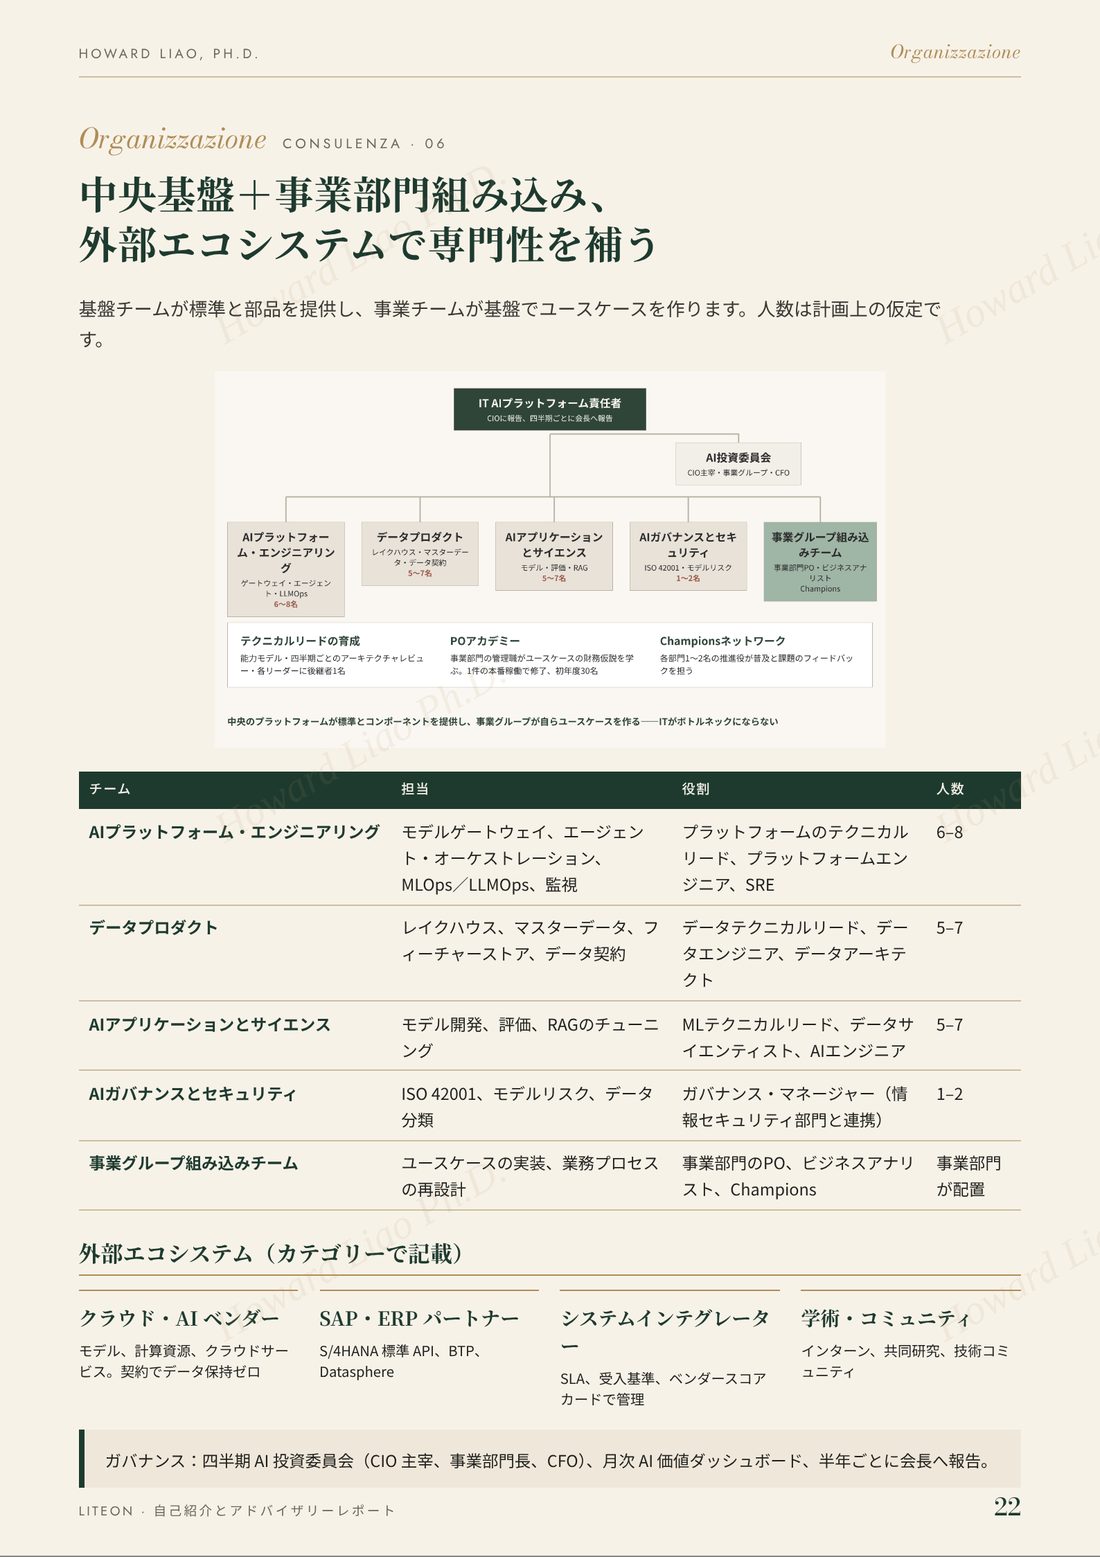 HOWARD LIAO, PH.D.
Organizzazione
Organizzazione CONSULENZA · 06
中央基盤＋事業部門組み込み、
外部エコシステムで専門性を補う
基盤チームが標準と部品を提供し、事業チームが基盤でユースケースを作ります。人数は計画上の仮定で
す。
IT AIプラットフォーム責任者
CIOに報告、四半期ごとに会長へ報告
AI投資委員会
CIO主宰・事業グループ・CFO
AIプラットフォー
ム・エンジニアリン
グ
ゲートウェイ・エージェン
ト・LLMOps
6〜8名
データプロダクト
レイクハウス・マスターデー
タ・データ契約
5〜7名
AIアプリケーション
とサイエンス
モデル・評価・RAG
5〜7名
AIガバナンスとセキ
ュリティ
ISO 42001・モデルリスク
1〜2名
事業グループ組み込
みチーム
事業部門PO・ビジネスアナ
リスト
Champions
テクニカルリードの育成
能力モデル・四半期ごとのアーキテクチャレビュ
ー・各リーダーに後継者1名
POアカデミー
事業部門の管理職がユースケースの財務仮説を学
ぶ。1件の本番稼働で修了、初年度30名
Championsネットワーク
各部門1〜2名の推進役が普及と課題のフィードバッ
クを担う
中央のプラットフォームが標準とコンポーネントを提供し、事業グループが自らユースケースを作る──ITがボトルネックにならない
チーム 担当 役割 人数
AIプラットフォーム・エンジニアリング
モデルゲートウェイ、エージェン
ト・オーケストレーション、
MLOps／LLMOps、監視
プラットフォームのテクニカル
リード、プラットフォームエン
ジニア、SRE
6–8
データプロダクト
レイクハウス、マスターデータ、フ
ィーチャーストア、データ契約
データテクニカルリード、デー
タエンジニア、データアーキテ
クト
5–7
AIアプリケーションとサイエンス
モデル開発、評価、RAGのチューニ
ング
MLテクニカルリード、データサ
イエンティスト、AIエンジニア
5–7
AIガバナンスとセキュリティ
ISO 42001、モデルリスク、データ
分類
ガバナンス・マネージャー（情
報セキュリティ部門と連携）
1–2
事業グループ組み込みチーム
ユースケースの実装、業務プロセス
の再設計
事業部門のPO、ビジネスアナリ
スト、Champions
事業部門
が配置
外部エコシステム（カテゴリーで記載）
クラウド・AI ベンダー
モデル、計算資源、クラウドサー
ビス。契約でデータ保持ゼロ
SAP・ERP パートナー
S/4HANA 標準 API、BTP、
Datasphere
システムインテグレータ
ー
SLA、受入基準、ベンダースコア
カードで管理
学術・コミュニティ
インターン、共同研究、技術コミ
ュニティ
ガバナンス：四半期 AI 投資委員会（CIO 主宰、事業部門長、CFO）、月次 AI 価値ダッシュボード、半年ごとに会長へ報告。
LITEON · 自己紹介とアドバイザリーレポート
22
Howard Liao Ph.D.
Howard Lia
Howard Liao Ph.D.
Howard Lia
Howard Liao Ph.D.
Howard Lia